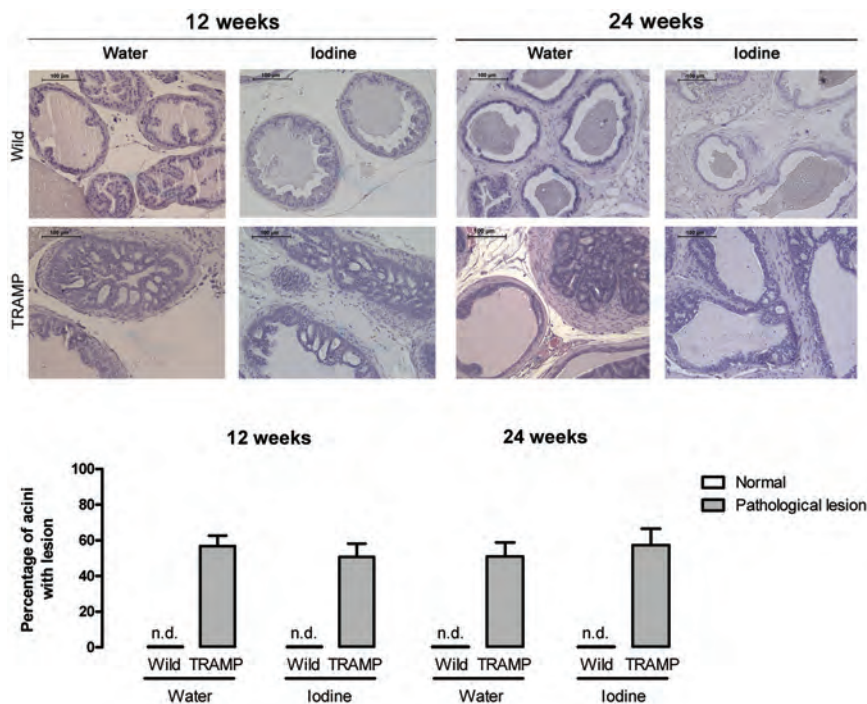 12 weeks
24 weeks
Water
Iodine
Water
Iodine
Wild
100 µm
100 µm
100 µm
100 µm
TRAMP
100 µm
100 µm
100 µm
100 µm
12 weeks
24 weeks
Percentage of acini
with lesion
100
80
60
40
20
0
n.d.
n.d.
n.d.
n.d.
Normal
Pathological lesion
Wild TRAMP
Wild TRAMP
Wild TRAMP
Wild TRAMP
Water
Iodine
Water
Iodine